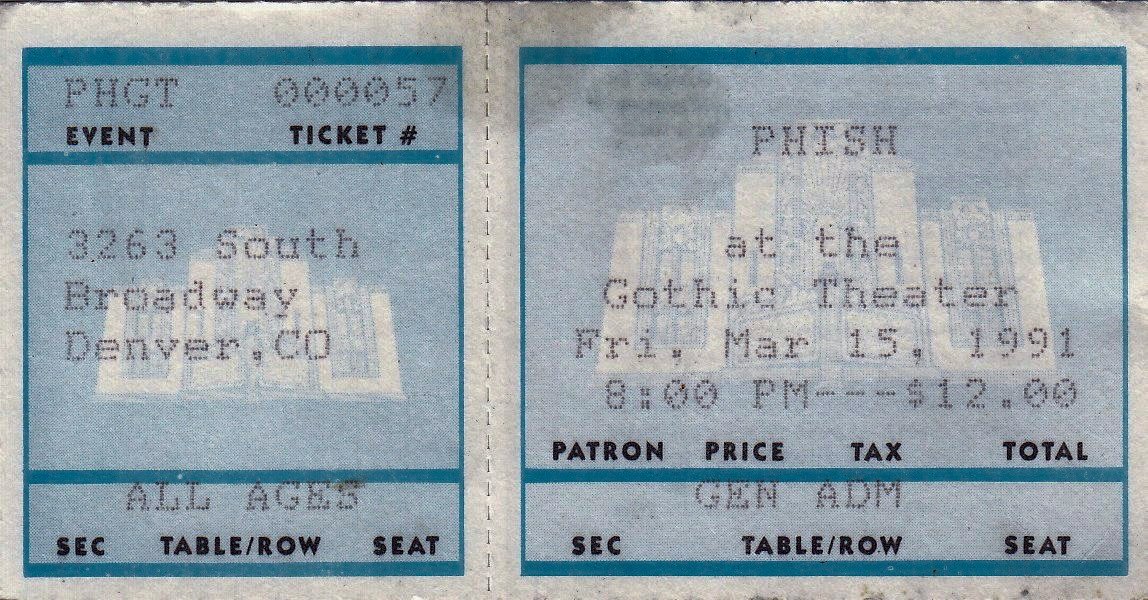 PHGT 000057
EVENT TICKET #
3263 South
Broadway
Denver,CO
ALL AGES
SEC TABLE/ROW SEAT
PHISH
at the
Gothic Theater
Fri. Mar 15, 1991
8:00 PM---$12.00
PATRON PRICE TAX TOTAL
GEN ADM
SEC TABLE/ROW SEAT